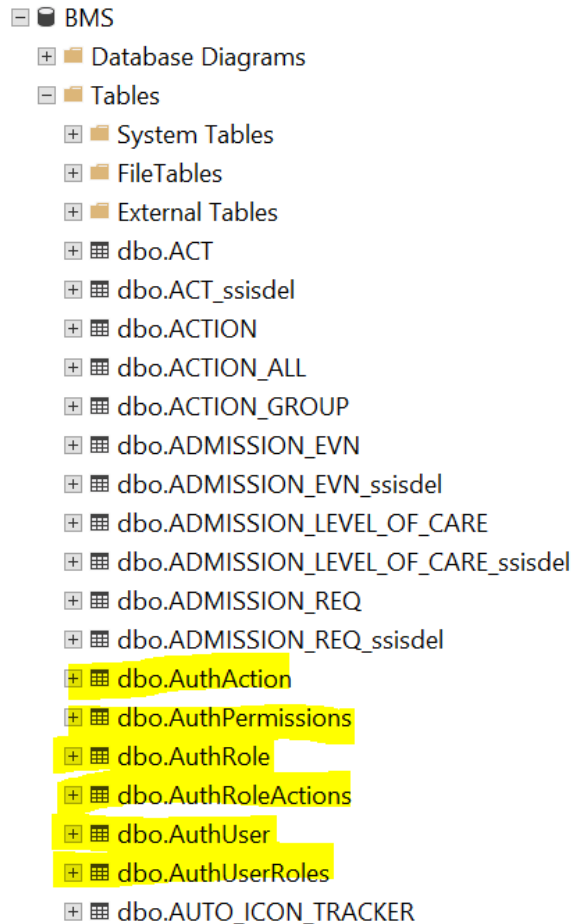 BMS
Database Diagrams
Tables
System Tables
FileTables
External Tables
dbo.ACT
dbo.ACT_ssisdel
dbo.ACTION
dbo.ACTION_ALL
dbo.ACTION_GROUP
dbo.ADMISSION_EVN
dbo.ADMISSION_EVN_ssisdel
dbo.ADMISSION_LEVEL_OF_CARE
dbo.ADMISSION_LEVEL_OF_CARE_ssisdel
dbo.ADMISSION_REQ
dbo.ADMISSION_REQ_ssisdel
dbo.AuthAction
dbo.AuthPermissions
dbo.AuthRole
dbo.AuthRoleActions
dbo.AuthUser
dbo.AuthUserRoles
dbo.AUTO_ICON_TRACKER